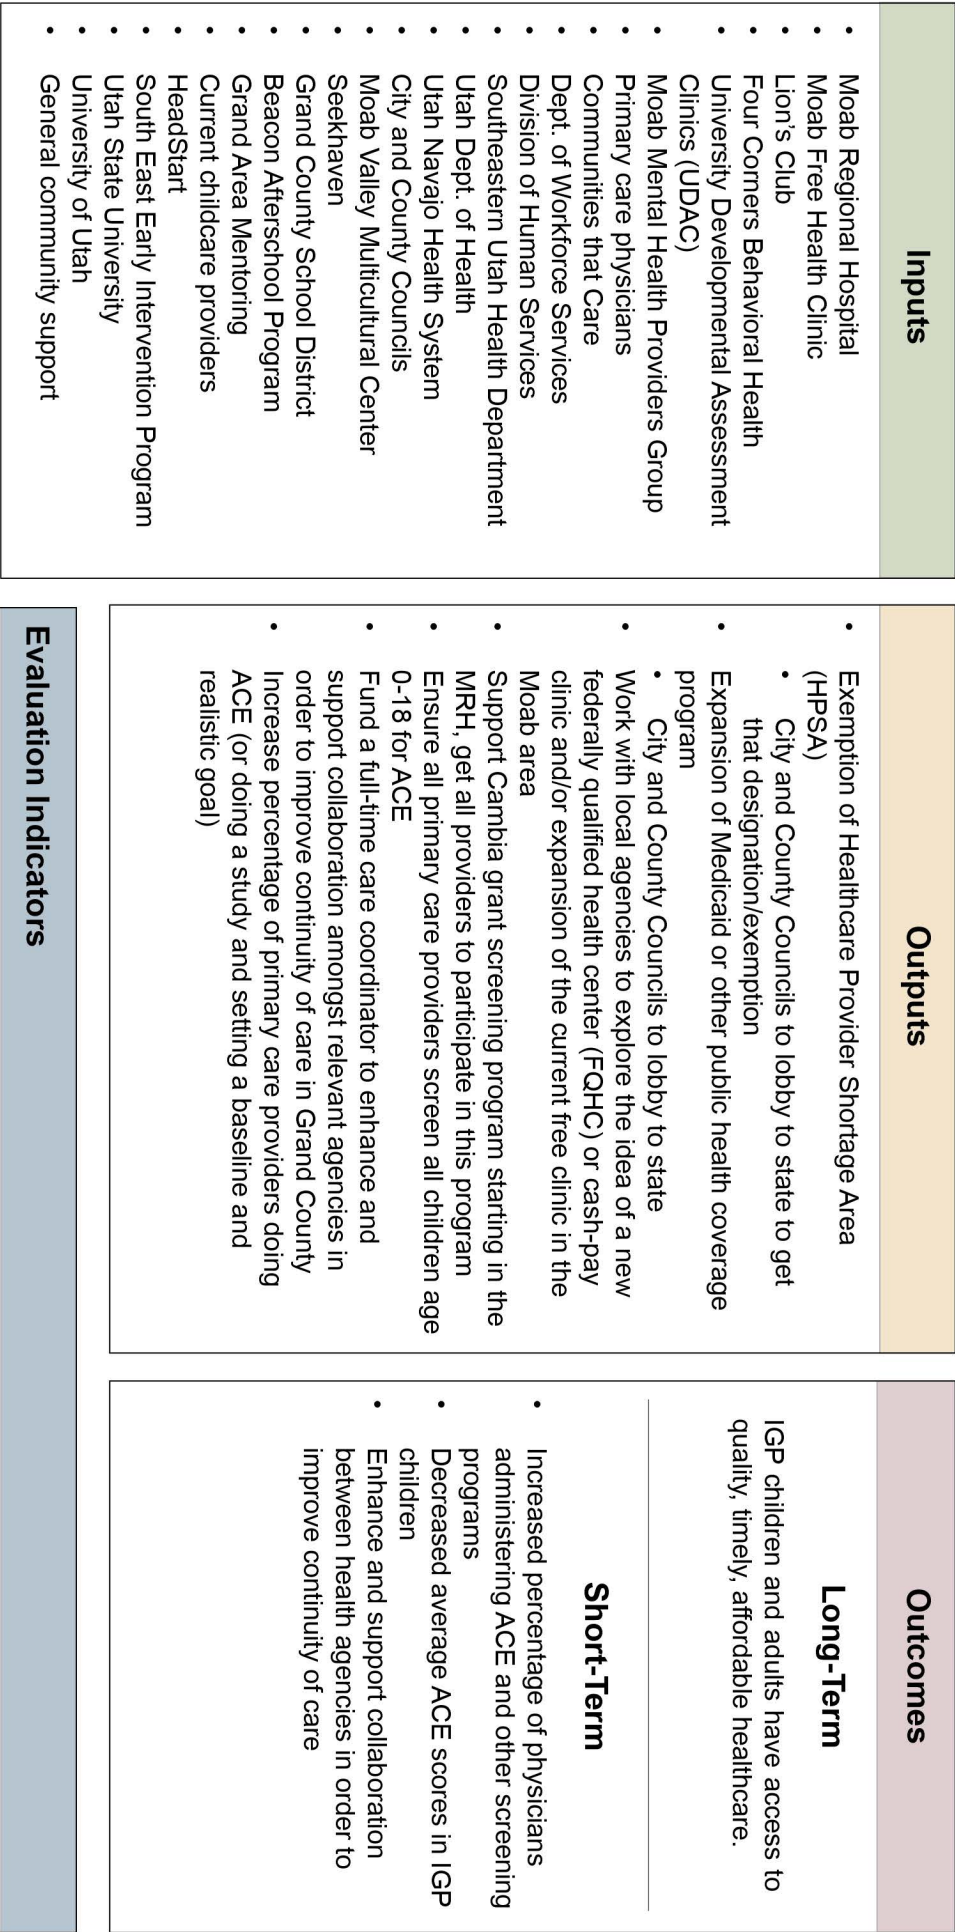 Inputs
• Moab Regional Hospital
• Moab Free Health Clinic
• Lion's Club
• Four Corners Behavioral Health
• University Developmental Assessment
Clinics (UDAC)
• Moab Mental Health Providers Group
• Primary care physicians
• Communities that Care
• Dept. of Workforce Services
• Division of Human Services
• Southeastern Utah Health Department
• Utah Dept. of Health
• Utah Navajo Health System
• City and County Councils
• Moab Valley Multicultural Center
• Seekhaven
• Grand County School District
• Beacon Afterschool Program
• Grand Area Mentoring
• Current childcare providers
• HeadStart
• South East Early Intervention Program
• Utah State University
• University of Utah
• General community support
Outputs
• Exemption of Healthcare Provider Shortage Area
(HPSA)
• City and County Councils to lobby to state to get
that designation/exemption
• Expansion of Medicaid or other public health coverage
program
• City and County Councils to lobby to state
• Work with local agencies to explore the idea of a new
federally qualified health center (FQHC) or cash-pay
clinic and/or expansion of the current free clinic in the
Moab area
• Support Cambia grant screening program starting in the
MRH, get all providers to participate in this program
• Ensure all primary care providers screen all children age
0-18 for ACE
• Fund a full-time care coordinator to enhance and
support collaboration amongst relevant agencies in
order to improve continuity of care in Grand County
• Increase percentage of primary care providers doing
ACE (or doing a study and setting a baseline and
realistic goal)
Outcomes
Long-Term
IGP children and adults have access to
quality, timely, affordable healthcare.
Short-Term
• Increased percentage of physicians
administering ACE and other screening
programs
• Decreased average ACE scores in IGP
children
• Enhance and support collaboration
between health agencies in order to
improve continuity of care
Evaluation Indicators